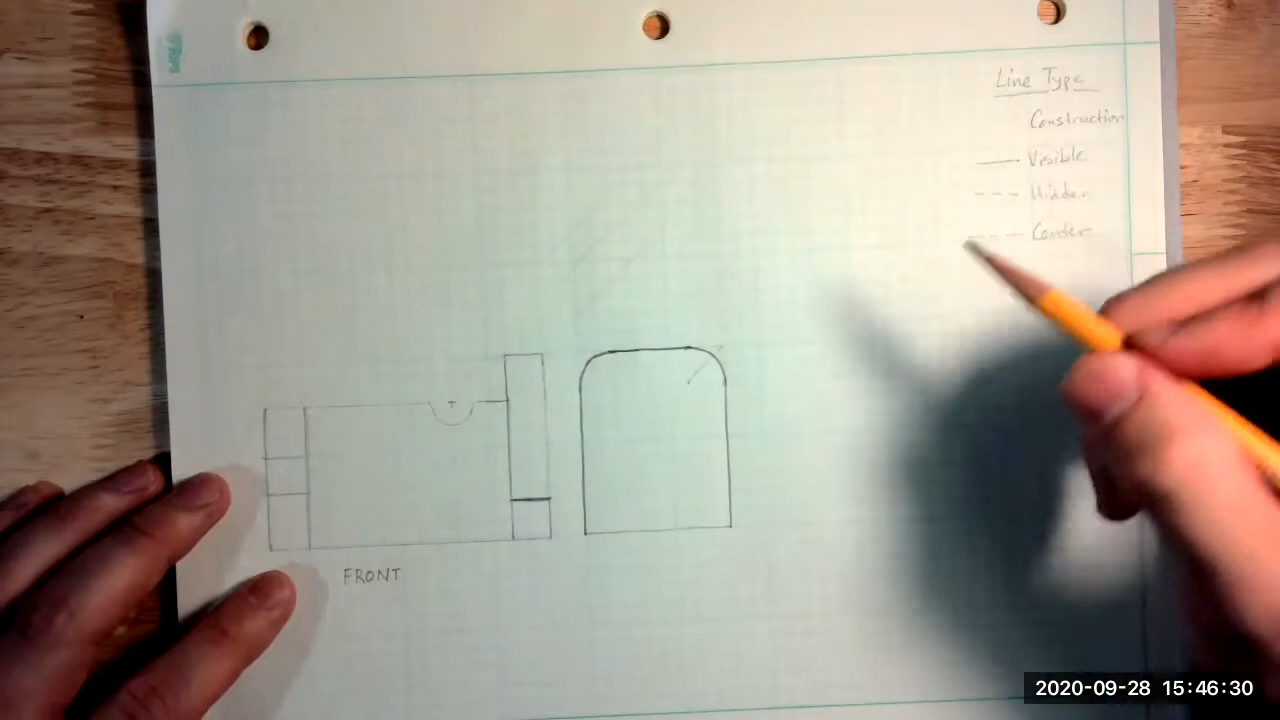 Line Type
Construction
Visible
Hidden
Center
FRONT
2020-09-28 15:46:30